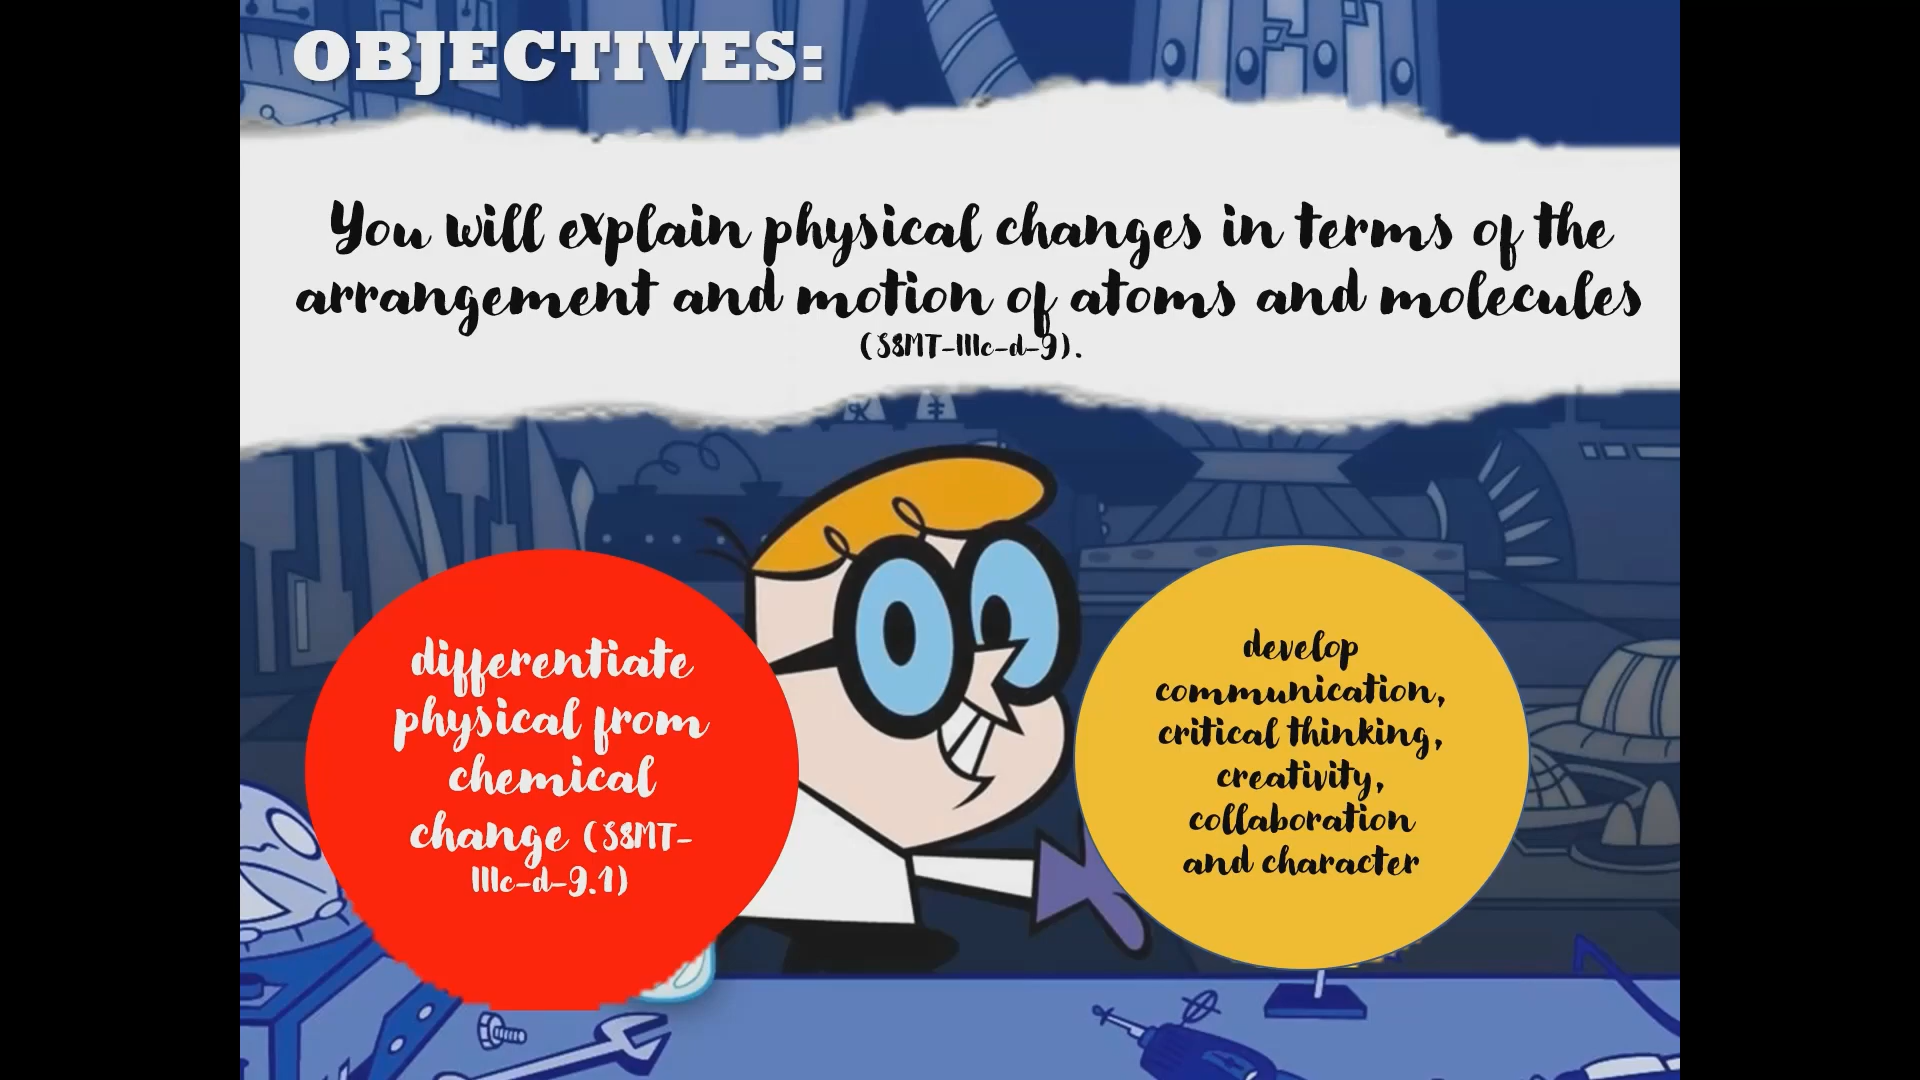 OBJECTIVES:
You will explain physical changes in terms of the
arrangement and motion of atoms and molecules
(S8MT-IIIc-d-9).
differentiate
physical from
chemical
change (S8MT-
IIIc-d-9.1)
develop
communication,
critical thinking,
creativity,
collaboration
and character